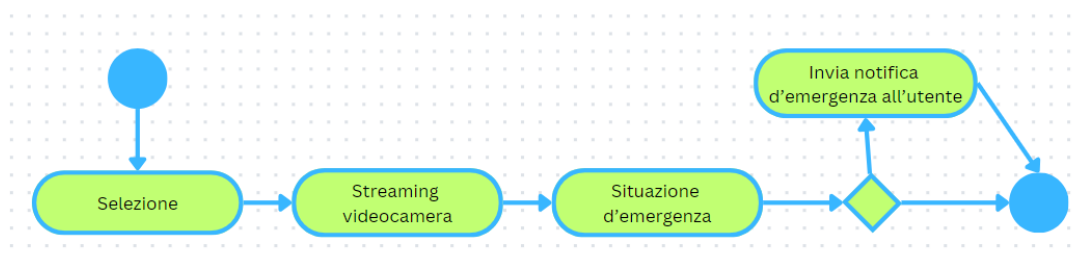 Invia notifica
d’emergenza all’utente
Selezione
Streaming
videocamera
Situazione
d’emergenza